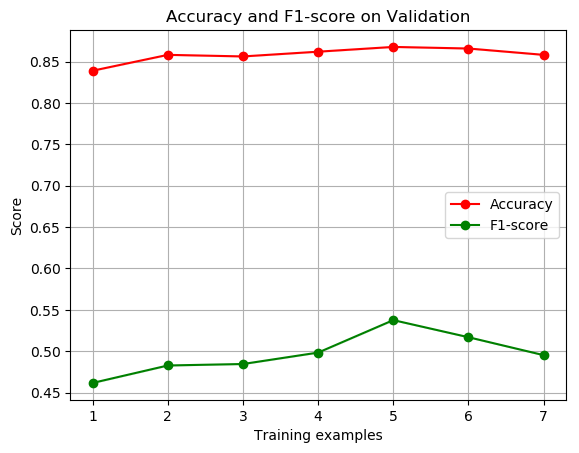 Accuracy and F1-score on Validation
0.85
0.80
0.75
0.70
0.65
0.60
0.55
0.50
0.45
Score
Accuracy
F1-score
1 2 3 4 5 6 7
Training examples